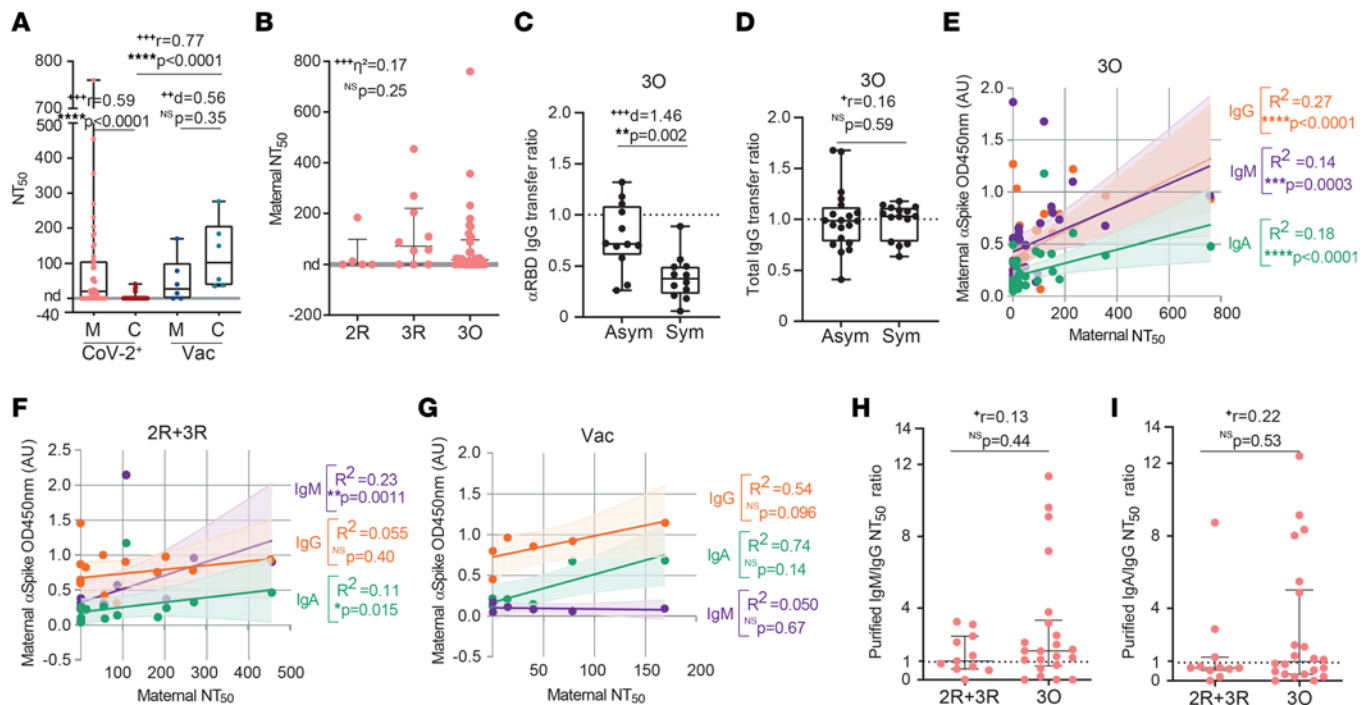 A
+++r=0.77
****p<0.0001
+++r=0.59
****p<0.0001
++d=0.56
NSp=0.35
NT50
800
700
500
300
200
100
nd
-40
M C M C
CoV-2+ Vac
B
+++η²=0.17
NSp=0.25
Maternal NT50
800
600
400
200
nd
-200
2R 3R 3O
C
3O
+++d=1.46
**p=0.002
αRBD IgG transfer ratio
2.0
1.5
1.0
0.5
0.0
Asym Sym
D
3O
+r=0.16
NSp=0.59
Total IgG transfer ratio
2.0
1.5
1.0
0.5
0.0
Asym Sym
E
3O
Maternal αSpike OD450nm (AU)
2.0
1.5
1.0
0.5
0.0
0 200 400 600 800
Maternal NT50
IgG
R2=0.27
****p<0.0001
IgM
R2=0.14
***p=0.0003
IgA
R2=0.18
****p<0.0001
F
2R+3R
Maternal αSpike OD450nm (AU)
2.5
2.0
1.5
1.0
0.5
0.0
-0.5
100 200 300 400 500
Maternal NT50
IgM
R2=0.23
**p=0.0011
IgG
R2=0.055
NSp=0.40
IgA
R2=0.11
*p=0.015
G
Vac
Maternal αSpike OD450nm (AU)
2.0
1.5
1.0
0.5
0.0
-0.5
50 100 150 200
Maternal NT50
IgG
R2=0.54
NSp=0.096
IgA
R2=0.74
NSp=0.14
IgM
R2=0.050
NSp=0.67
H
+r=0.13
NSp=0.44
Purified IgM/IgG NT50 ratio
14
12
8
4
1
2R+3R 3O
I
+r=0.22
NSp=0.53
Purified IgA/IgG NT50 ratio
14
12
8
4
1
2R+3R 3O